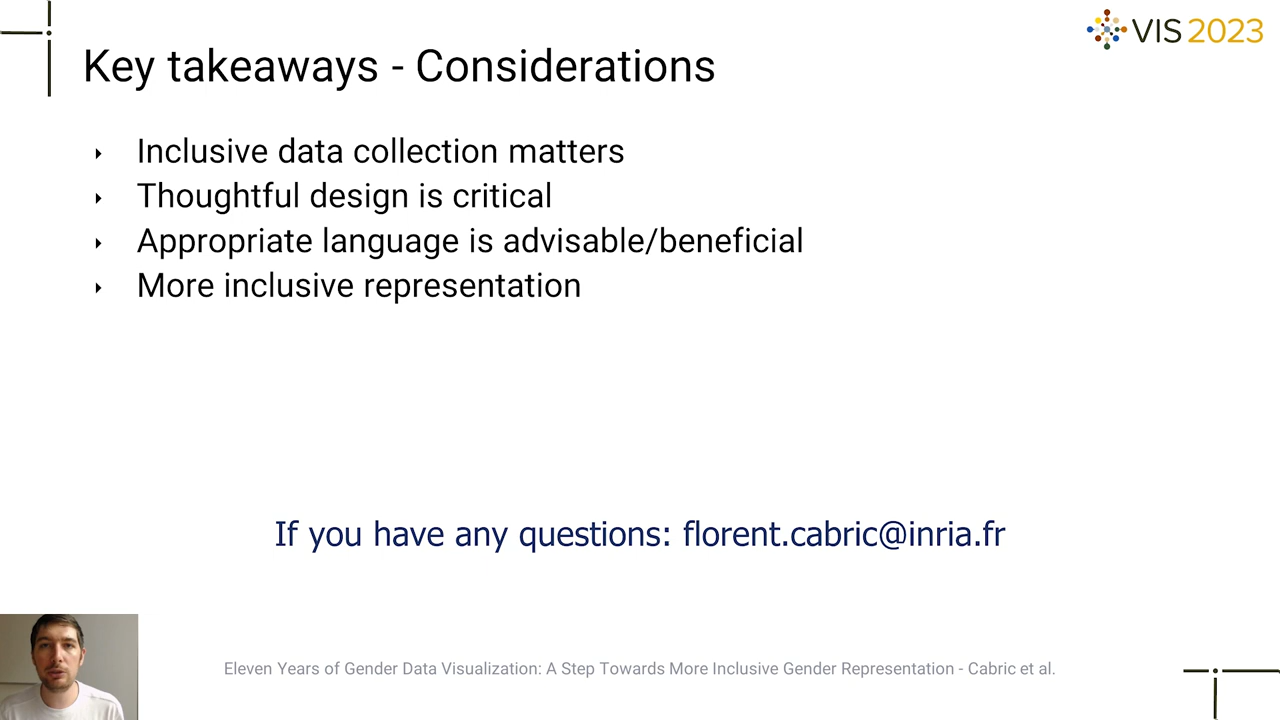 VIS 2023
Key takeaways - Considerations
Inclusive data collection matters
Thoughtful design is critical
Appropriate language is advisable/beneficial
More inclusive representation
If you have any questions: florent.cabric@inria.fr
Eleven Years of Gender Data Visualization: A Step Towards More Inclusive Gender Representation - Cabric et al.